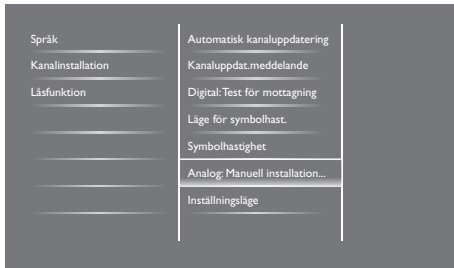 Språk
Kanalinstallation
Låsfunktion
Automatisk kanaluppdatering
Kanaluppdat.meddelande
Digital:Test för mottagning
Läge för symbolhast.
Symbolhastighet
Analog: Manuell installation...
Inställningsläge